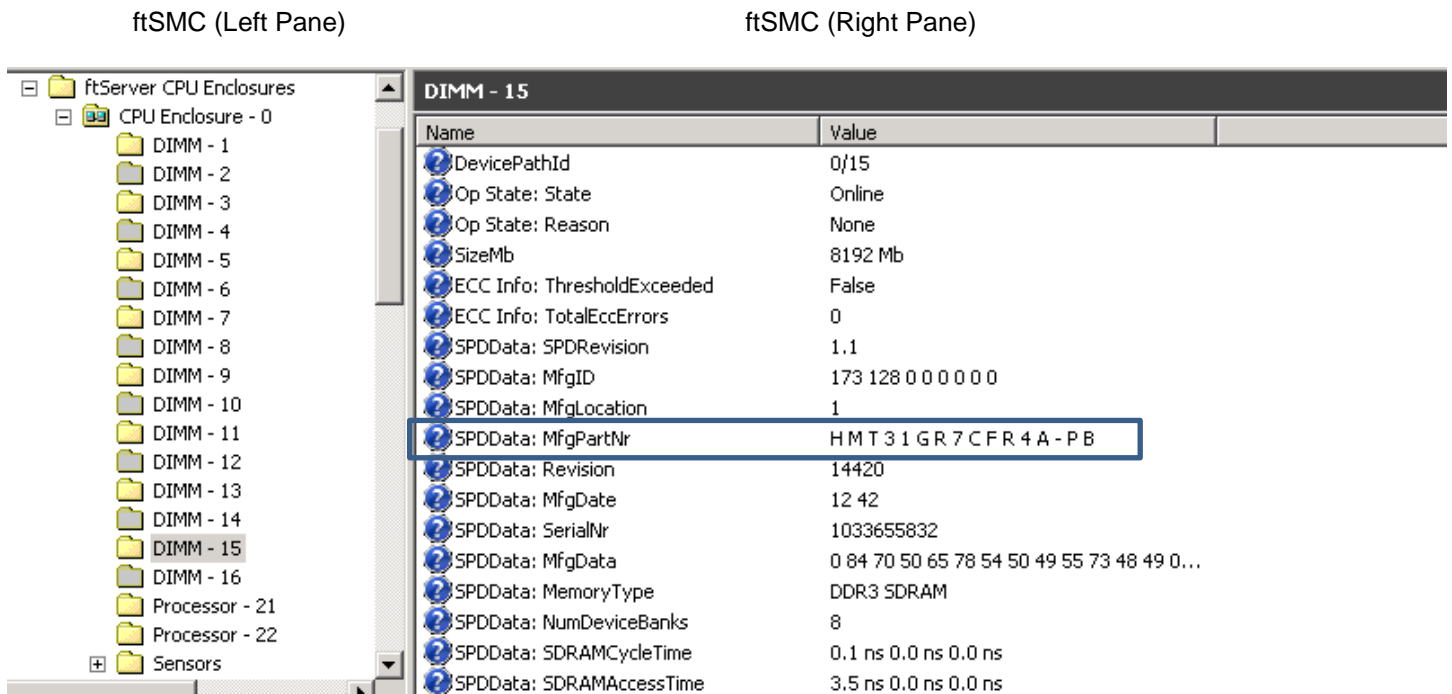 ftSMC (Left Pane)
ftSMC (Right Pane)
ftServer CPU Enclosures
CPU Enclosure - 0
DIMM - 1
DIMM - 2
DIMM - 3
DIMM - 4
DIMM - 5
DIMM - 6
DIMM - 7
DIMM - 8
DIMM - 9
DIMM - 10
DIMM - 11
DIMM - 12
DIMM - 13
DIMM - 14
DIMM - 15
DIMM - 16
Processor - 21
Processor - 22
Sensors
DIMM - 15
Name Value
DevicePathId 0/15
Op State: State Online
Op State: Reason None
SizeMb 8192 Mb
ECC Info: ThresholdExceeded False
ECC Info: TotalEccErrors 0
SPDData: SPDRevision 1.1
SPDData: MfgID 173 128 0 0 0 0 0 0
SPDData: MfgLocation 1
SPDData: MfgPartNr H M T 3 1 G R 7 C F R 4 A - P B
SPDData: Revision 14420
SPDData: MfgDate 12 42
SPDData: SerialNr 1033655832
SPDData: MfgData 0 84 70 50 65 78 54 50 49 55 73 48 49 0...
SPDData: MemoryType DDR3 SDRAM
SPDData: NumDeviceBanks 8
SPDData: SDRAMCycleTime 0.1 ns 0.0 ns 0.0 ns
SPDData: SDRAMAccessTime 3.5 ns 0.0 ns 0.0 ns